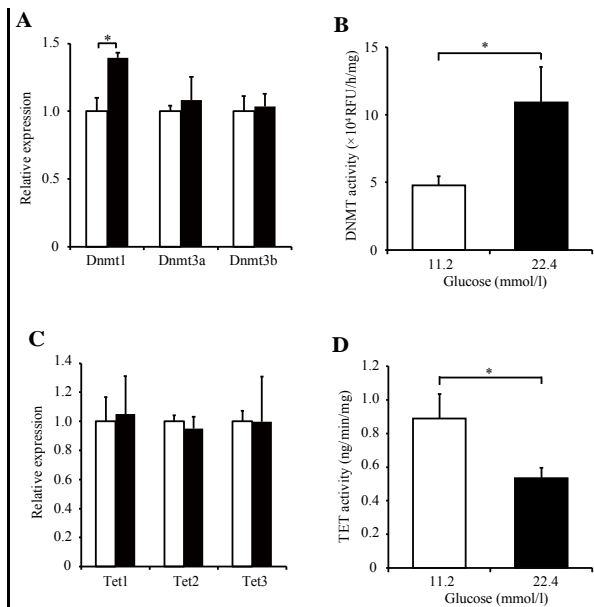 A
Relative expression
1.5
1.0
0.5
0
*
Dnmt1 Dnmt3a Dnmt3b
B
DNMT activity (×10⁴RFU/h/mg)
15
10
5
0
*
11.2 22.4
Glucose (mmol/l)
C
Relative expression
1.4
1.2
1.0
0.8
0.6
0.4
0.2
0
Tet1 Tet2 Tet3
D
TET activity (ng/min/mg)
1.2
1.0
0.8
0.6
0.4
0.2
0
*
11.2 22.4
Glucose (mmol/l)